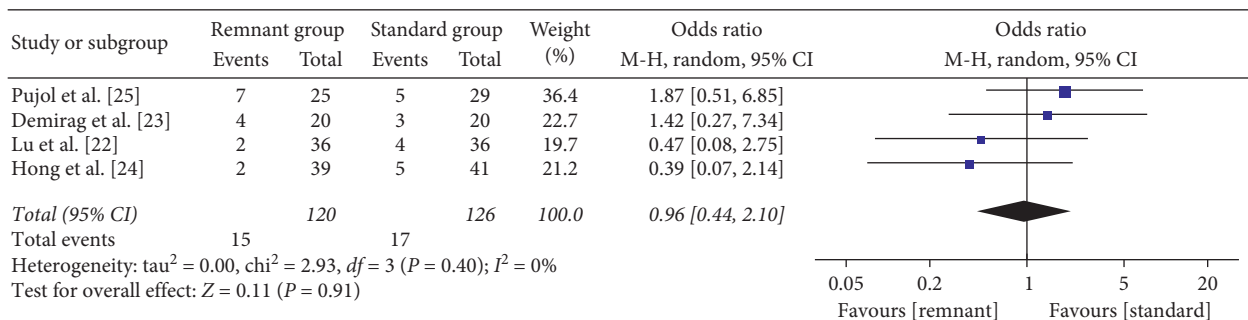 Study or subgroup Remnant group Standard group Weight (%) Odds ratio Odds ratio
Events Total Events Total M-H, random, 95% CI M-H, random, 95% CI
Pujol et al. [25] 7 25 5 29 36.4 1.87 [0.51, 6.85]
Demirag et al. [23] 4 20 3 20 22.7 1.42 [0.27, 7.34]
Lu et al. [22] 2 36 4 36 19.7 0.47 [0.08, 2.75]
Hong et al. [24] 2 39 5 41 21.2 0.39 [0.07, 2.14]
Total (95% CI) 120 126 100.0 0.96 [0.44, 2.10]
Total events 15 17
Heterogeneity: tau² = 0.00, chi² = 2.93, df = 3 (P = 0.40); I² = 0%
Test for overall effect: Z = 0.11 (P = 0.91)
0.05 0.2 1 5 20
Favours [remnant] Favours [standard]